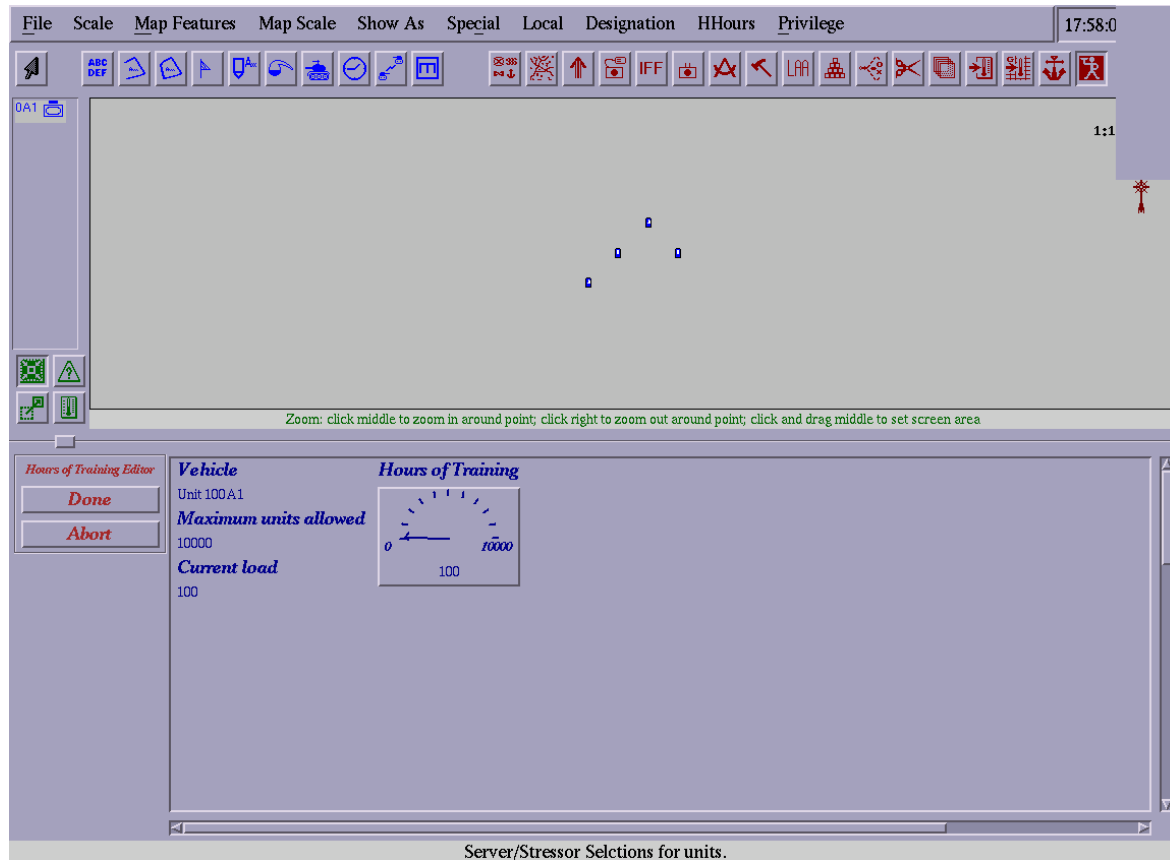 File Scale Map Features Map Scale Show As Special Local Designation HHours Privilege 17:58:0
ABC
DEF
IFF
LAA
0A1
1:1
Zoom: click middle to zoom in around point; click right to zoom out around point; click and drag middle to set screen area
Hours of Training Editor
Done
Abort
Vehicle
Unit 100A1
Maximum units allowed
10000
Current load
100
Hours of Training
0 10000
100
Server/Stressor Selctions for units.